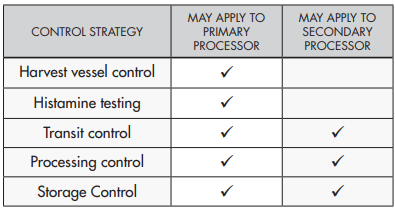 CONTROL STRATEGY
MAY APPLY TO
PRIMARY
PROCESSOR
MAY APPLY TO
SECONDARY
PROCESSOR
Harvest vessel control ✓
Histamine testing ✓
Transit control ✓ ✓
Processing control ✓ ✓
Storage Control ✓ ✓